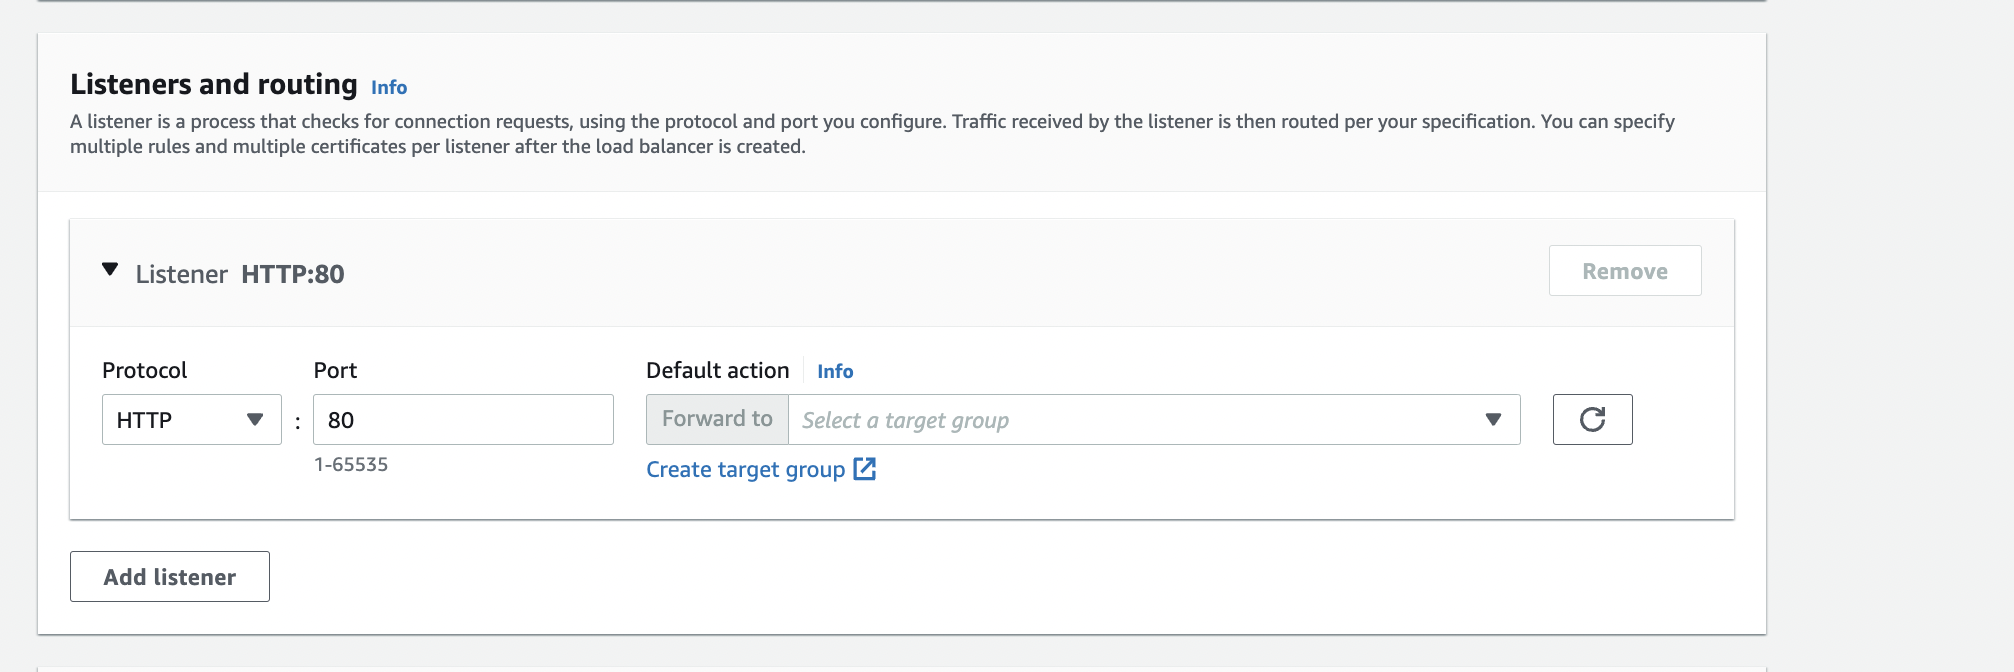 Listeners and routing Info
A listener is a process that checks for connection requests, using the protocol and port you configure. Traffic received by the listener is then routed per your specification. You can specify
multiple rules and multiple certificates per listener after the load balancer is created.
Listener HTTP:80
Remove
Protocol
Port
Default action Info
HTTP
:
80
Forward to
Select a target group
1-65535
Create target group
Add listener